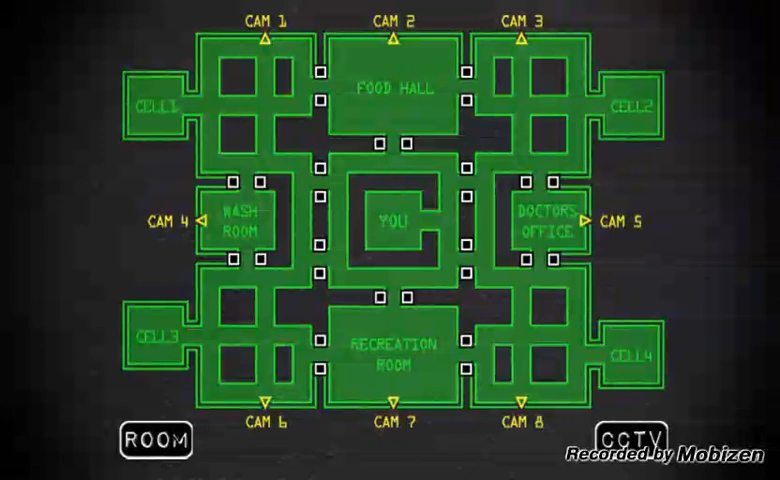 CAM 1
CAM 2
CAM 3
FOOD HALL
CELL1
CELL2
CAM 4
WASH
ROOM
YOU
DOCTORS
OFFICE
CAM 5
CELL3
RECREATION
ROOM
CELL4
CAM 6
CAM 7
CAM 8
ROOM
CCTV
Recorded by Mobizen